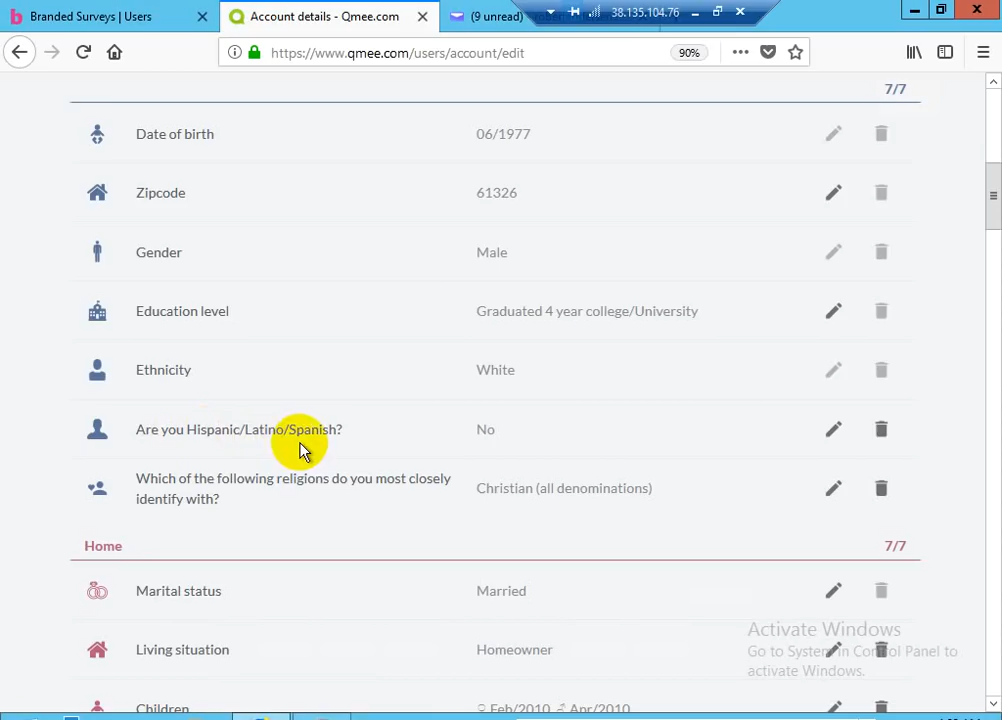 Branded Surveys | Users
Account details - Qmee.com
(9 unread)
38.135.104.76
https://www.qmee.com/users/account/edit
90%
7/7
Date of birth
06/1977
Zipcode
61326
Gender
Male
Education level
Graduated 4 year college/University
Ethnicity
White
Are you Hispanic/Latino/Spanish?
No
Which of the following religions do you most closely
identify with?
Christian (all denominations)
Home
7/7
Marital status
Married
Living situation
Homeowner
Children
Feb/2010
Apr/2010
Activate Windows
Go to System in Control Panel to
activate Windows.